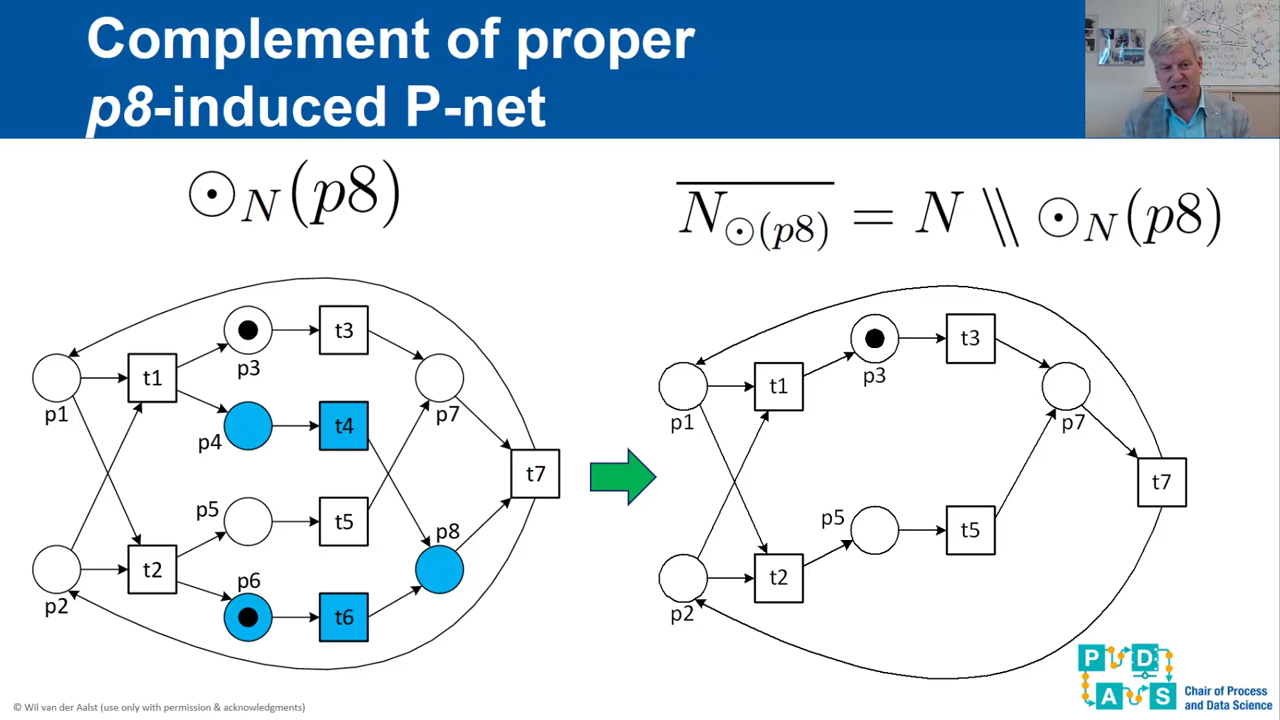 Complement of proper
p8-induced P-net
⊙N(p8)
N⊙(p8) = N \\ ⊙N(p8)
t3
p3
t1
p1
p4
t4
p7
t7
p5
t5
p8
t2
p6
p2
t6
t3
p3
t1
p1
p7
t7
p5
t5
t2
p2
P D
A S
Chair of Process
and Data Science
© Wil van der Aalst (use only with permission & acknowledgments)